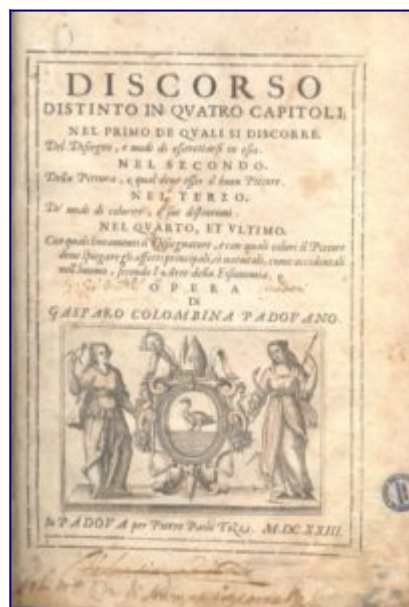 DISCORSO
DISTINTO IN QVATRO CAPITOLI;
NEL PRIMO DE QVALI SI DISCORRE.
Del Disegno, e modi di essercitarsi in esso.
NEL SECONDO.
Della Pittura, e qual deue esser il buon Pittore.
NEL TERZO.
De' modi di colorire, e sue distintioni.
NEL QVARTO, ET VLTIMO.
Con quali lineamenti il Dissegnatore, e con quali colori il Pittore
deue spiegare gli affetti principali, ò naturali, come accidentali
nell'huomo, secondo l'Arte della Fisonomia.
OPERA
DI
GASPARO COLOMBINA PADOVANO.
In PADOVA per Pietro Paolo Tozzi. M.DC.XXIII.